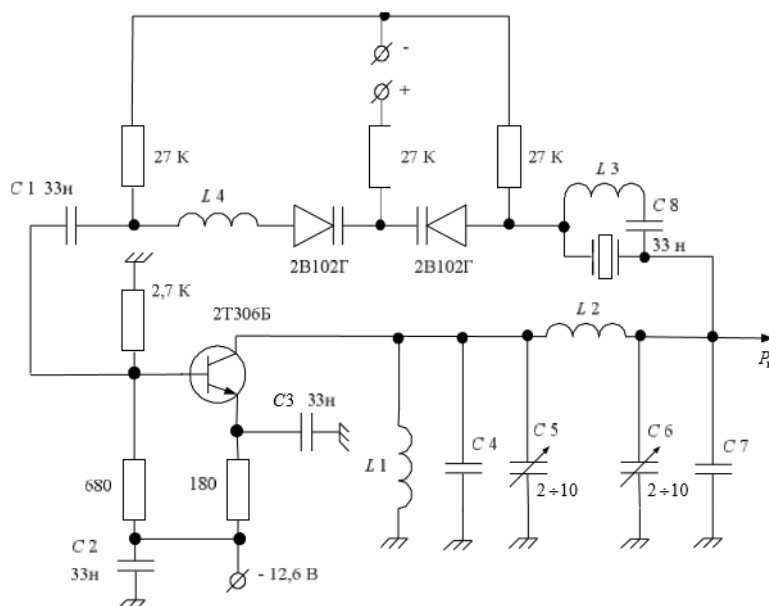 -
+
27 К
27 К
27 К
C 1 33н
L 4
L 3
C 8
33 н
2В102Г
2В102Г
2,7 К
2Т306Б
L 2
C3 33н
C 5
C 6
C 7
C 4
L 1
680
180
2 ÷10
2 ÷10
C 2
33н
- 12,6 В